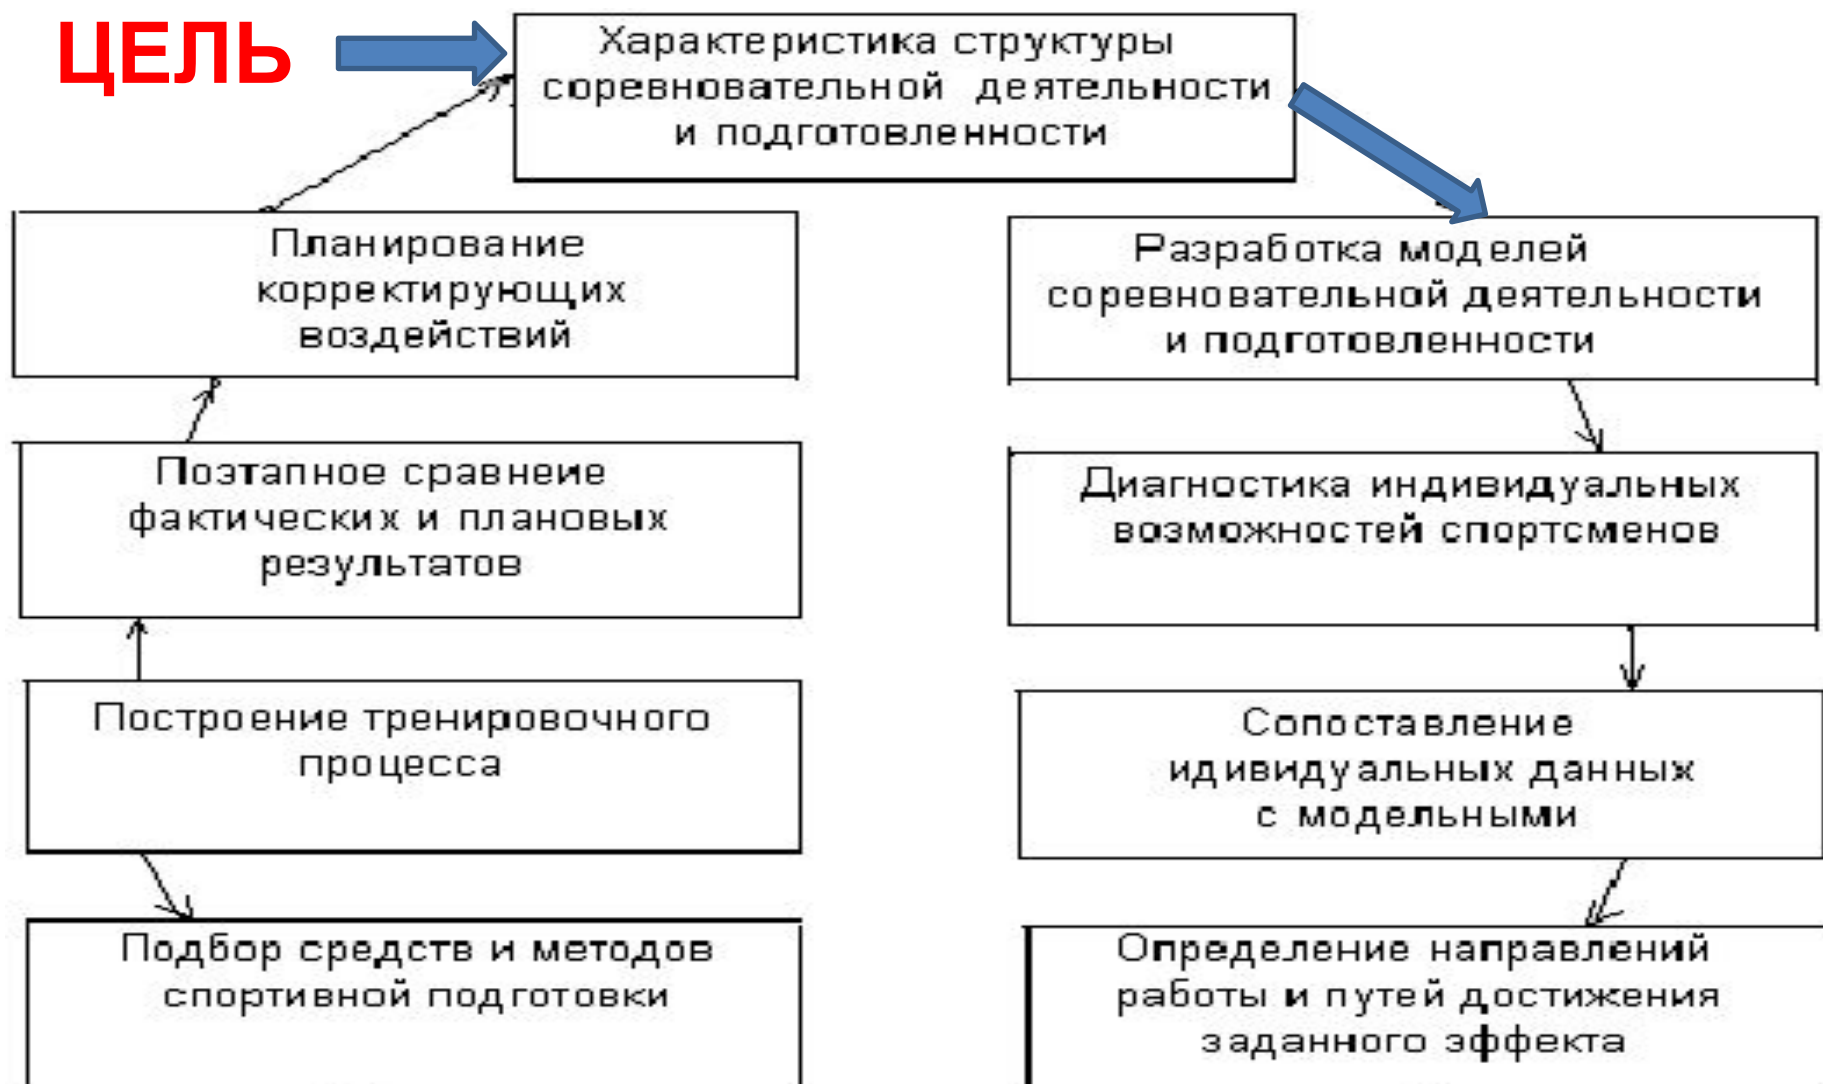 ЦЕЛЬ
Характеристика структуры
соревновательной деятельности
и подготовленности
Планирование
корректирующих
воздействий
Разработка моделей
соревновательной деятельности
и подготовленности
Поэтапное сравнеие
фактических и плановых
результатов
Диагностика индивидуальных
возможностей спортсменов
Построение тренировочного
процесса
Сопоставление
идивидуальных данных
с модельными
Подбор средств и методов
спортивной подготовки
Определение направлений
работы и путей достижения
заданного эффекта